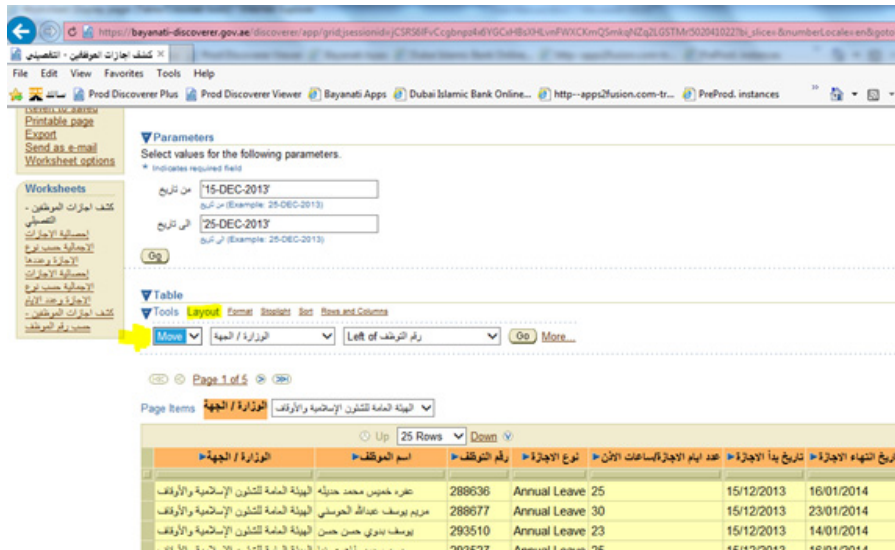 https://bayanati-discoverer.gov.ae/discoverer/app/grid
كشف اجازات الموظفين - التفصيلي
File Edit View Favorites Tools Help
Prod Discoverer Plus Prod Discoverer Viewer Bayanati Apps Dubai Islamic Bank Online... http--apps2fusion.com-tr... PreProd. instances
Revert to saved
Printable page
Export
Send as e-mail
Worksheet options
Worksheets
كشف اجازات الموظفين -
التفصيلي
إحصائية الاجازات
الاجمالية حسب نوع
الاجازة وعددها
إحصائية الاجازات
الاجمالية حسب نوع
الاجازة وعدد الايام
كشف اجازات الموظفين -
حسب رقم الموظف
Parameters
Select values for the following parameters.
* Indicates required field
من تاريخ '15-DEC-2013'
من تاريخ (Example: 25-DEC-2013)
الى تاريخ '25-DEC-2013'
الى تاريخ (Example: 25-DEC-2013)
Go
Table
Tools Layout Format Stoplight Sort Rows and Columns
Move الوزارة / الجهة Left of رقم الموظف Go More...
Page 1 of 5
Page Items الوزارة / الجهة الهيئة العامة للشئون الإسلامية والأوقاف
Up 25 Rows Down
الوزارة / الجهة اسم الموظف رقم الموظف نوع الاجازة عدد ايام الاجازة/ساعات الاذن تاريخ بدأ الاجازة تاريخ انتهاء الاجازة
الهيئة العامة للشئون الإسلامية والأوقاف خميس محمد 288636 Annual Leave 25 15/12/2013 16/01/2014
الهيئة العامة للشئون الإسلامية والأوقاف مريم يوسف عبدالله الحوسني 288677 Annual Leave 30 15/12/2013 23/01/2014
الهيئة العامة للشئون الإسلامية والأوقاف يوسف بدوي حسن حسن 293510 Annual Leave 23 15/12/2013 14/01/2014